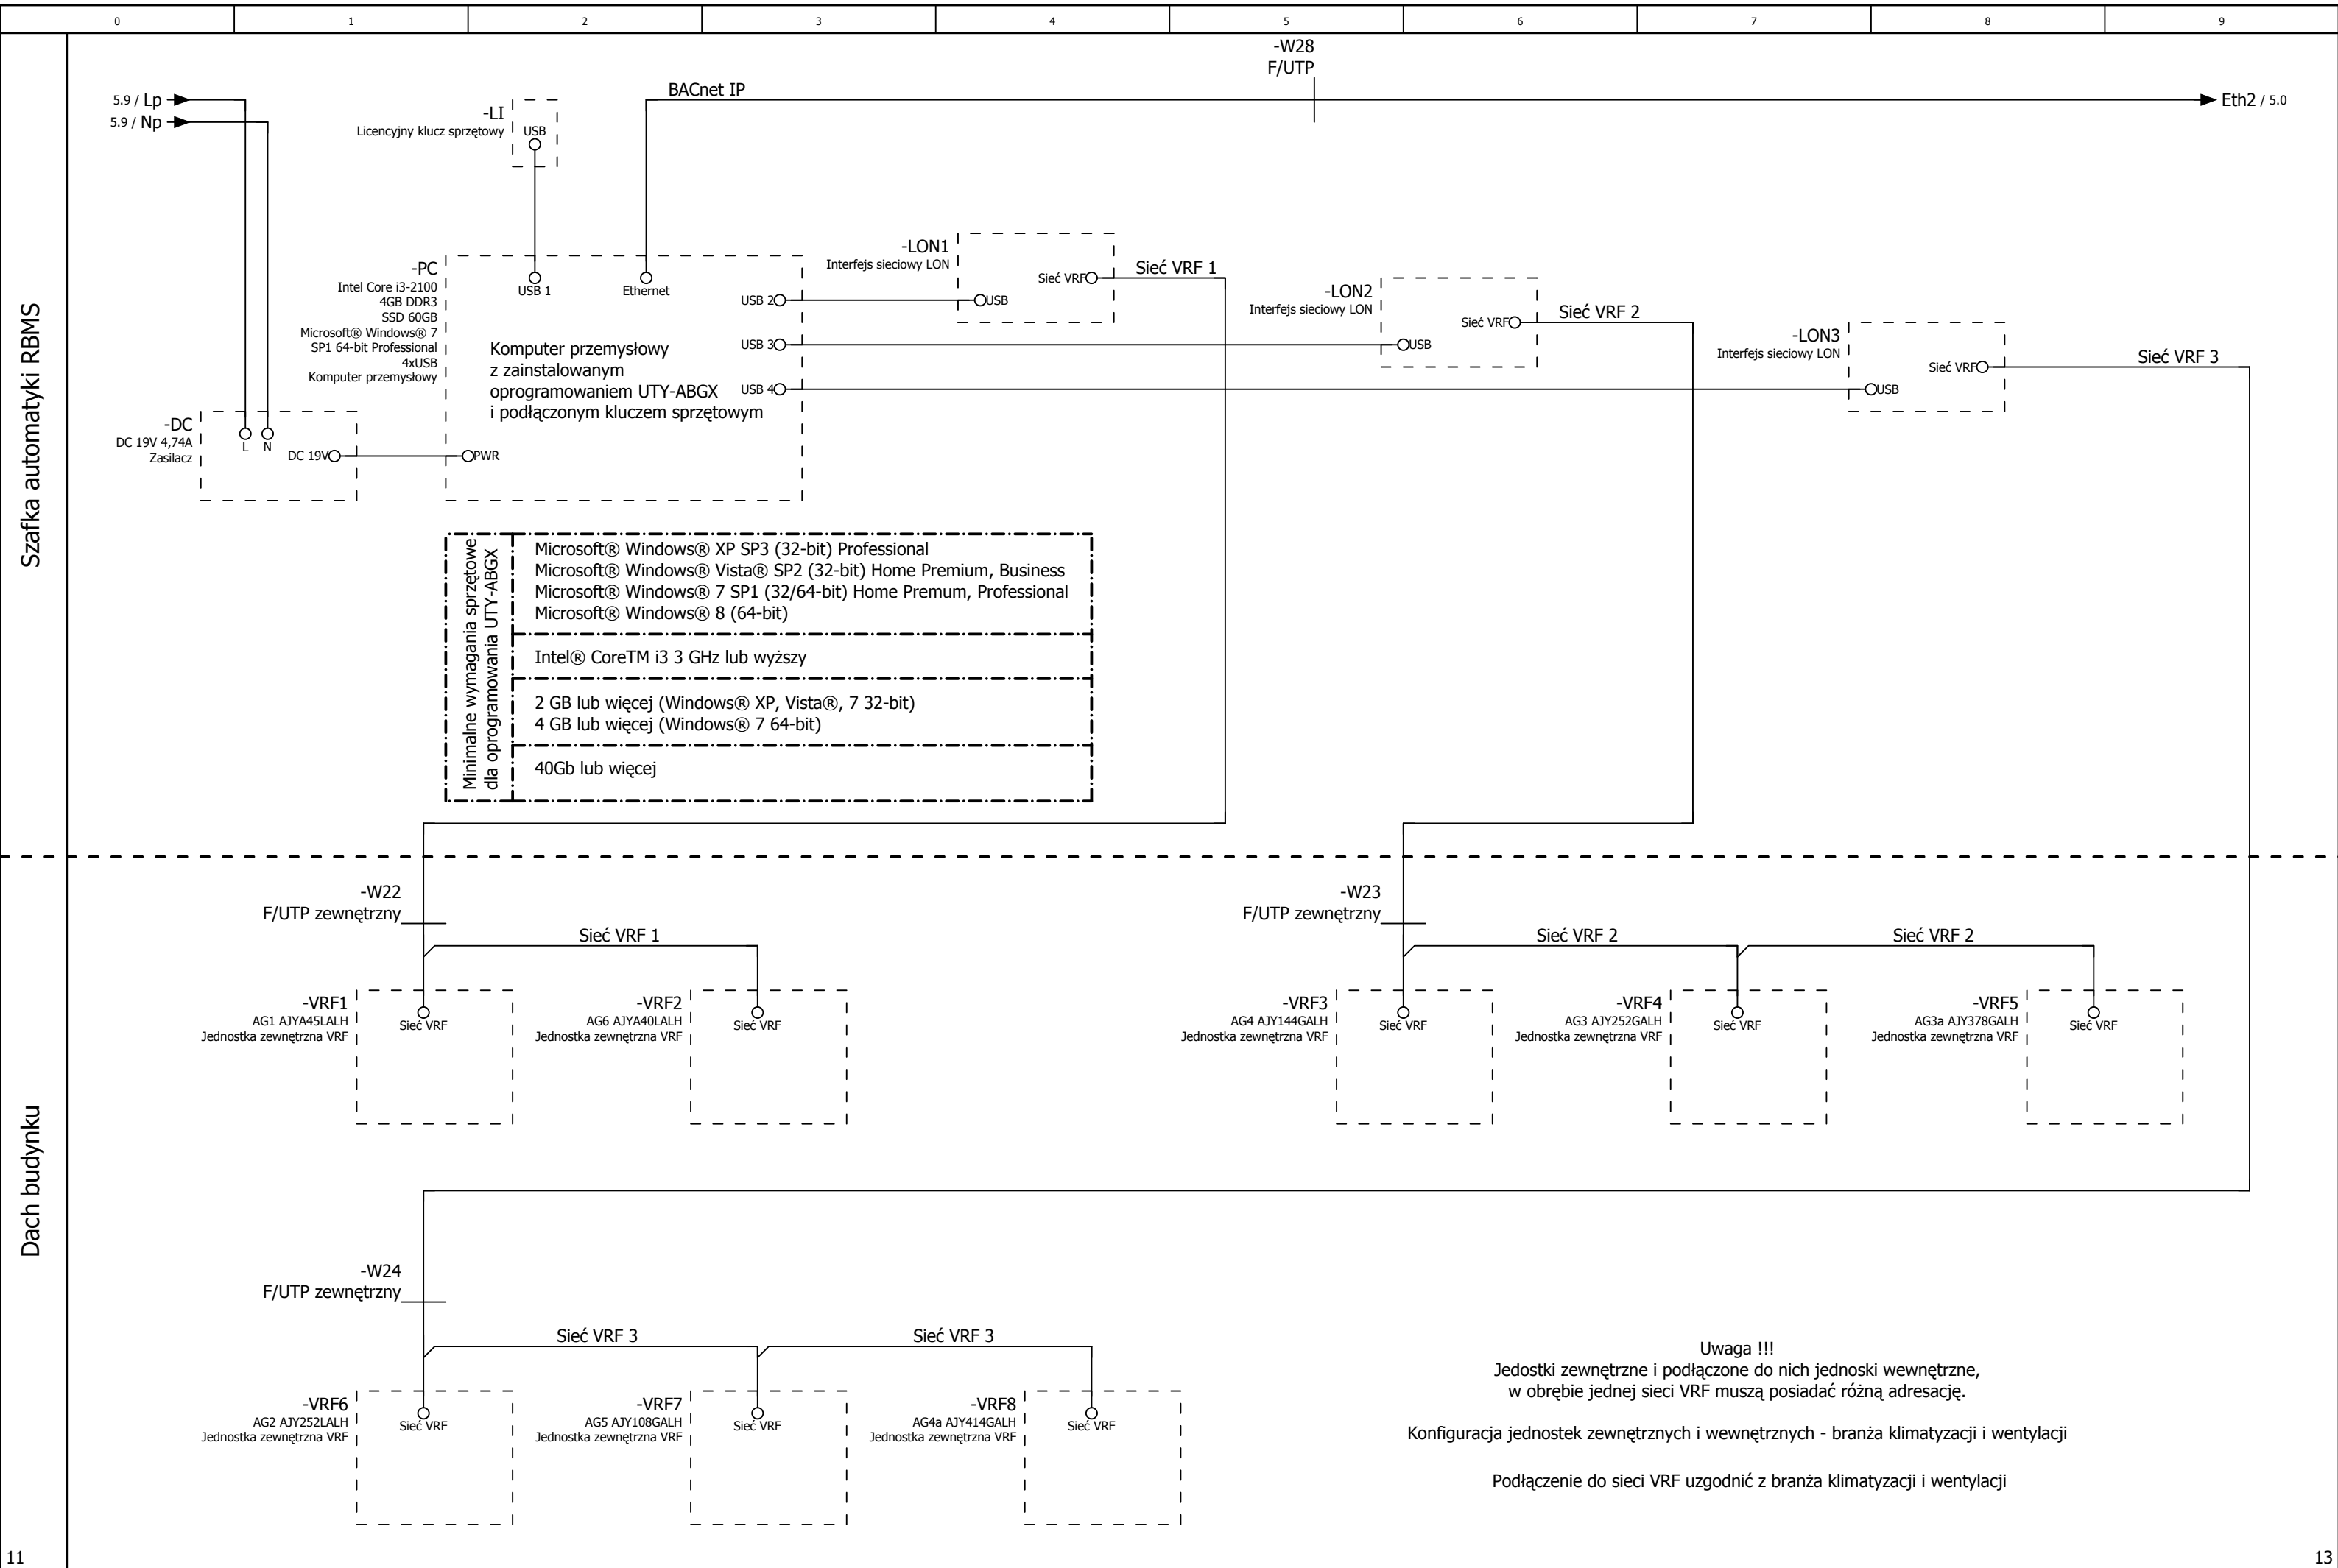 0
1
2
3
4
5
6
7
8
9
-W28
F/UTP
BACnet IP
5.9 / Lp
5.9 / Np
Eth2 / 5.0
-LI
Licencyjny klucz sprzętowy
USB
Szafka automatyki RBMS
-PC
Intel Core i3-2100
4GB DDR3
SSD 60GB
Microsoft® Windows® 7
SP1 64-bit Professional
4xUSB
Komputer przemysłowy
USB 1
Ethernet
USB 2
USB 3
USB 4
Komputer przemysłowy
z zainstalowanym
oprogramowaniem UTY-ABGX
i podłączonym kluczem sprzętowym
PWR
-LON1
Interfejs sieciowy LON
Sieć VRF
USB
Sieć VRF 1
-LON2
Interfejs sieciowy LON
Sieć VRF
USB
Sieć VRF 2
-LON3
Interfejs sieciowy LON
Sieć VRF
USB
Sieć VRF 3
-DC
DC 19V 4,74A
Zasilacz
L
N
DC 19V
Minimalne wymagania sprzętowe
dla oprogramowania UTY-ABGX
Microsoft® Windows® XP SP3 (32-bit) Professional
Microsoft® Windows® Vista® SP2 (32-bit) Home Premium, Business
Microsoft® Windows® 7 SP1 (32/64-bit) Home Premum, Professional
Microsoft® Windows® 8 (64-bit)
Intel® CoreTM i3 3 GHz lub wyższy
2 GB lub więcej (Windows® XP, Vista®, 7 32-bit)
4 GB lub więcej (Windows® 7 64-bit)
40Gb lub więcej
Dach budynku
-W22
F/UTP zewnętrzny
Sieć VRF 1
-VRF1
AG1 AJYA45LALH
Jednostka zewnętrzna VRF
Sieć VRF
-VRF2
AG6 AJYA40LALH
Jednostka zewnętrzna VRF
Sieć VRF
-W23
F/UTP zewnętrzny
Sieć VRF 2
Sieć VRF 2
-VRF3
AG4 AJY144GALH
Jednostka zewnętrzna VRF
Sieć VRF
-VRF4
AG3 AJY252GALH
Jednostka zewnętrzna VRF
Sieć VRF
-VRF5
AG3a AJY378GALH
Jednostka zewnętrzna VRF
Sieć VRF
-W24
F/UTP zewnętrzny
Sieć VRF 3
Sieć VRF 3
-VRF6
AG2 AJY252LALH
Jednostka zewnętrzna VRF
Sieć VRF
-VRF7
AG5 AJY108GALH
Jednostka zewnętrzna VRF
Sieć VRF
-VRF8
AG4a AJY414GALH
Jednostka zewnętrzna VRF
Sieć VRF
Uwaga !!!
Jedostki zewnętrzne i podłączone do nich jednoski wewnętrzne,
w obrębie jednej sieci VRF muszą posiadać różną adresację.
Konfiguracja jednostek zewnętrznych i wewnętrznych - branża klimatyzacji i wentylacji
Podłączenie do sieci VRF uzgodnić z branża klimatyzacji i wentylacji
11
13